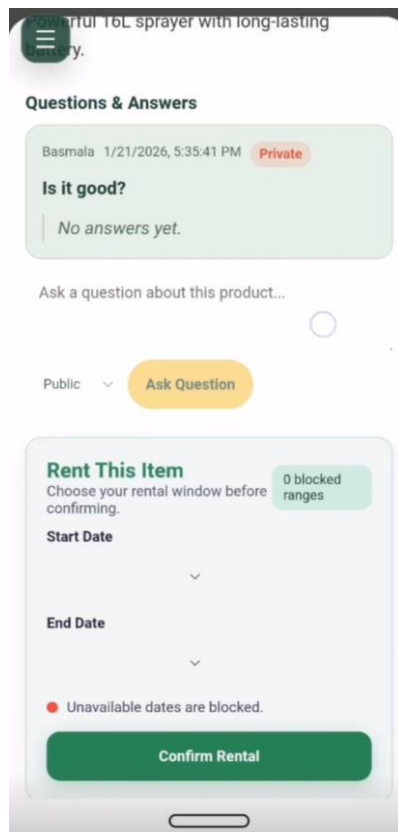 Powerful 16L sprayer with long-lasting
battery.
Questions & Answers
Basmala 1/21/2026, 5:35:41 PM Private
Is it good?
No answers yet.
Ask a question about this product...
Public
Ask Question
Rent This Item
Choose your rental window before
confirming.
0 blocked
ranges
Start Date
End Date
Unavailable dates are blocked.
Confirm Rental